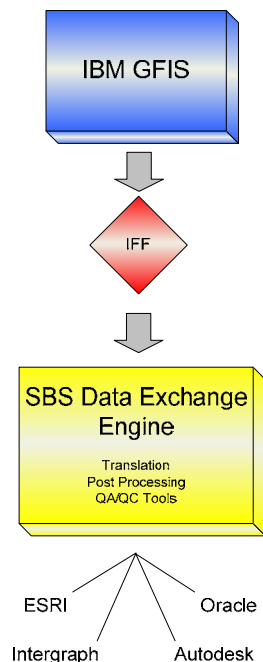 IBM GFIS
IFF
SBS Data Exchange
Engine
Translation
Post Processing
QA/QC Tools
ESRI
Oracle
Intergraph
Autodesk